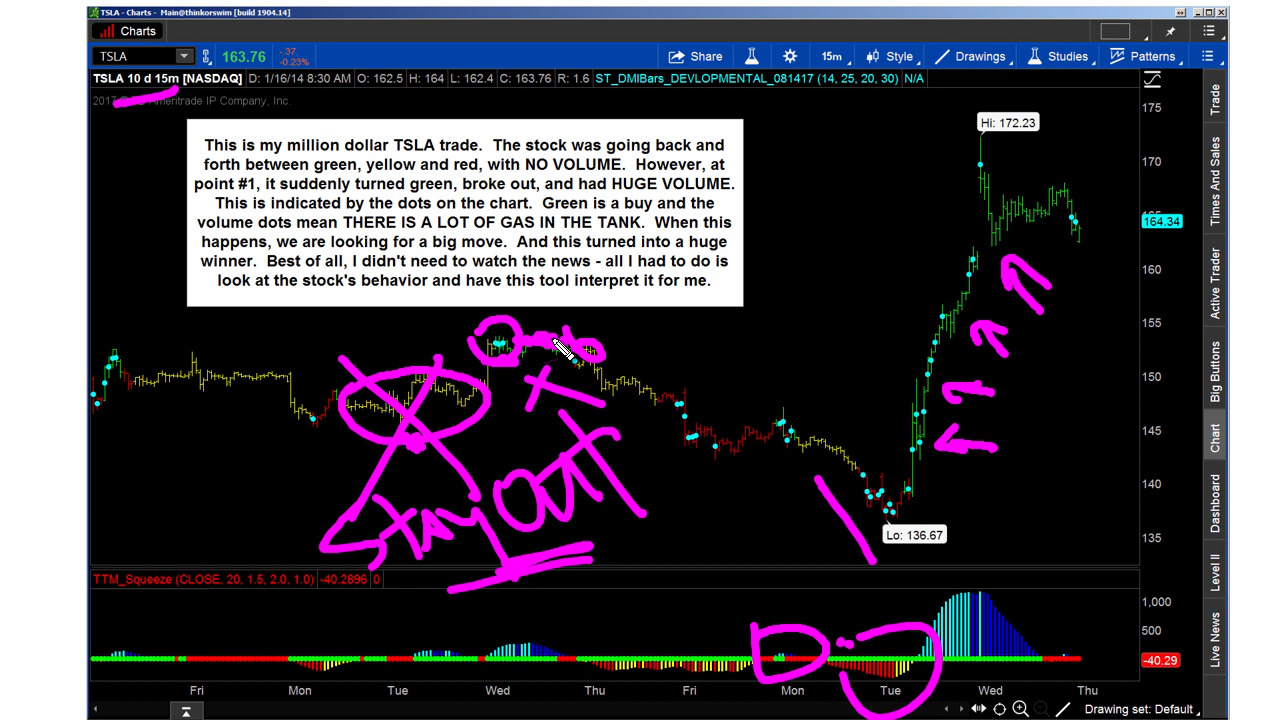 TSLA - Charts - Main@thinkorswim [build 1904.14]
Charts
TSLA 163.76 -.37 -0.23% Share 15m Style Drawings Studies Patterns
TSLA 10 d 15m [NASDAQ] D: 1/16/14 8:30 AM O: 162.5 H: 164 L: 162.4 C: 163.76 R: 1.6 ST_DMIBars_DEVLOPMENTAL_081417 (14, 25, 20, 30) N/A
Ameritrade IP Company, Inc.
This is my million dollar TSLA trade. The stock was going back and
forth between green, yellow and red, with NO VOLUME. However, at
point #1, it suddenly turned green, broke out, and had HUGE VOLUME.
This is indicated by the dots on the chart. Green is a buy and the
volume dots mean THERE IS A LOT OF GAS IN THE TANK. When this
happens, we are looking for a big move. And this turned into a huge
winner. Best of all, I didn't need to watch the news - all I had to do is
look at the stock's behavior and have this tool interpret it for me.
Hi: 172.23
175
170
164.34
160
155
150
145
140
135
STAY OUT
Lo: 136.67
TTM_Squeeze (CLOSE, 20, 1.5, 2.0, 1.0) -40.2896 0
1,000
500
-40.29
Fri Mon Tue Wed Thu Fri Mon Tue Wed Thu
Drawing set: Default
Trade
Times And Sales
Active Trader
Big Buttons
Chart
Dashboard
Level II
Live News